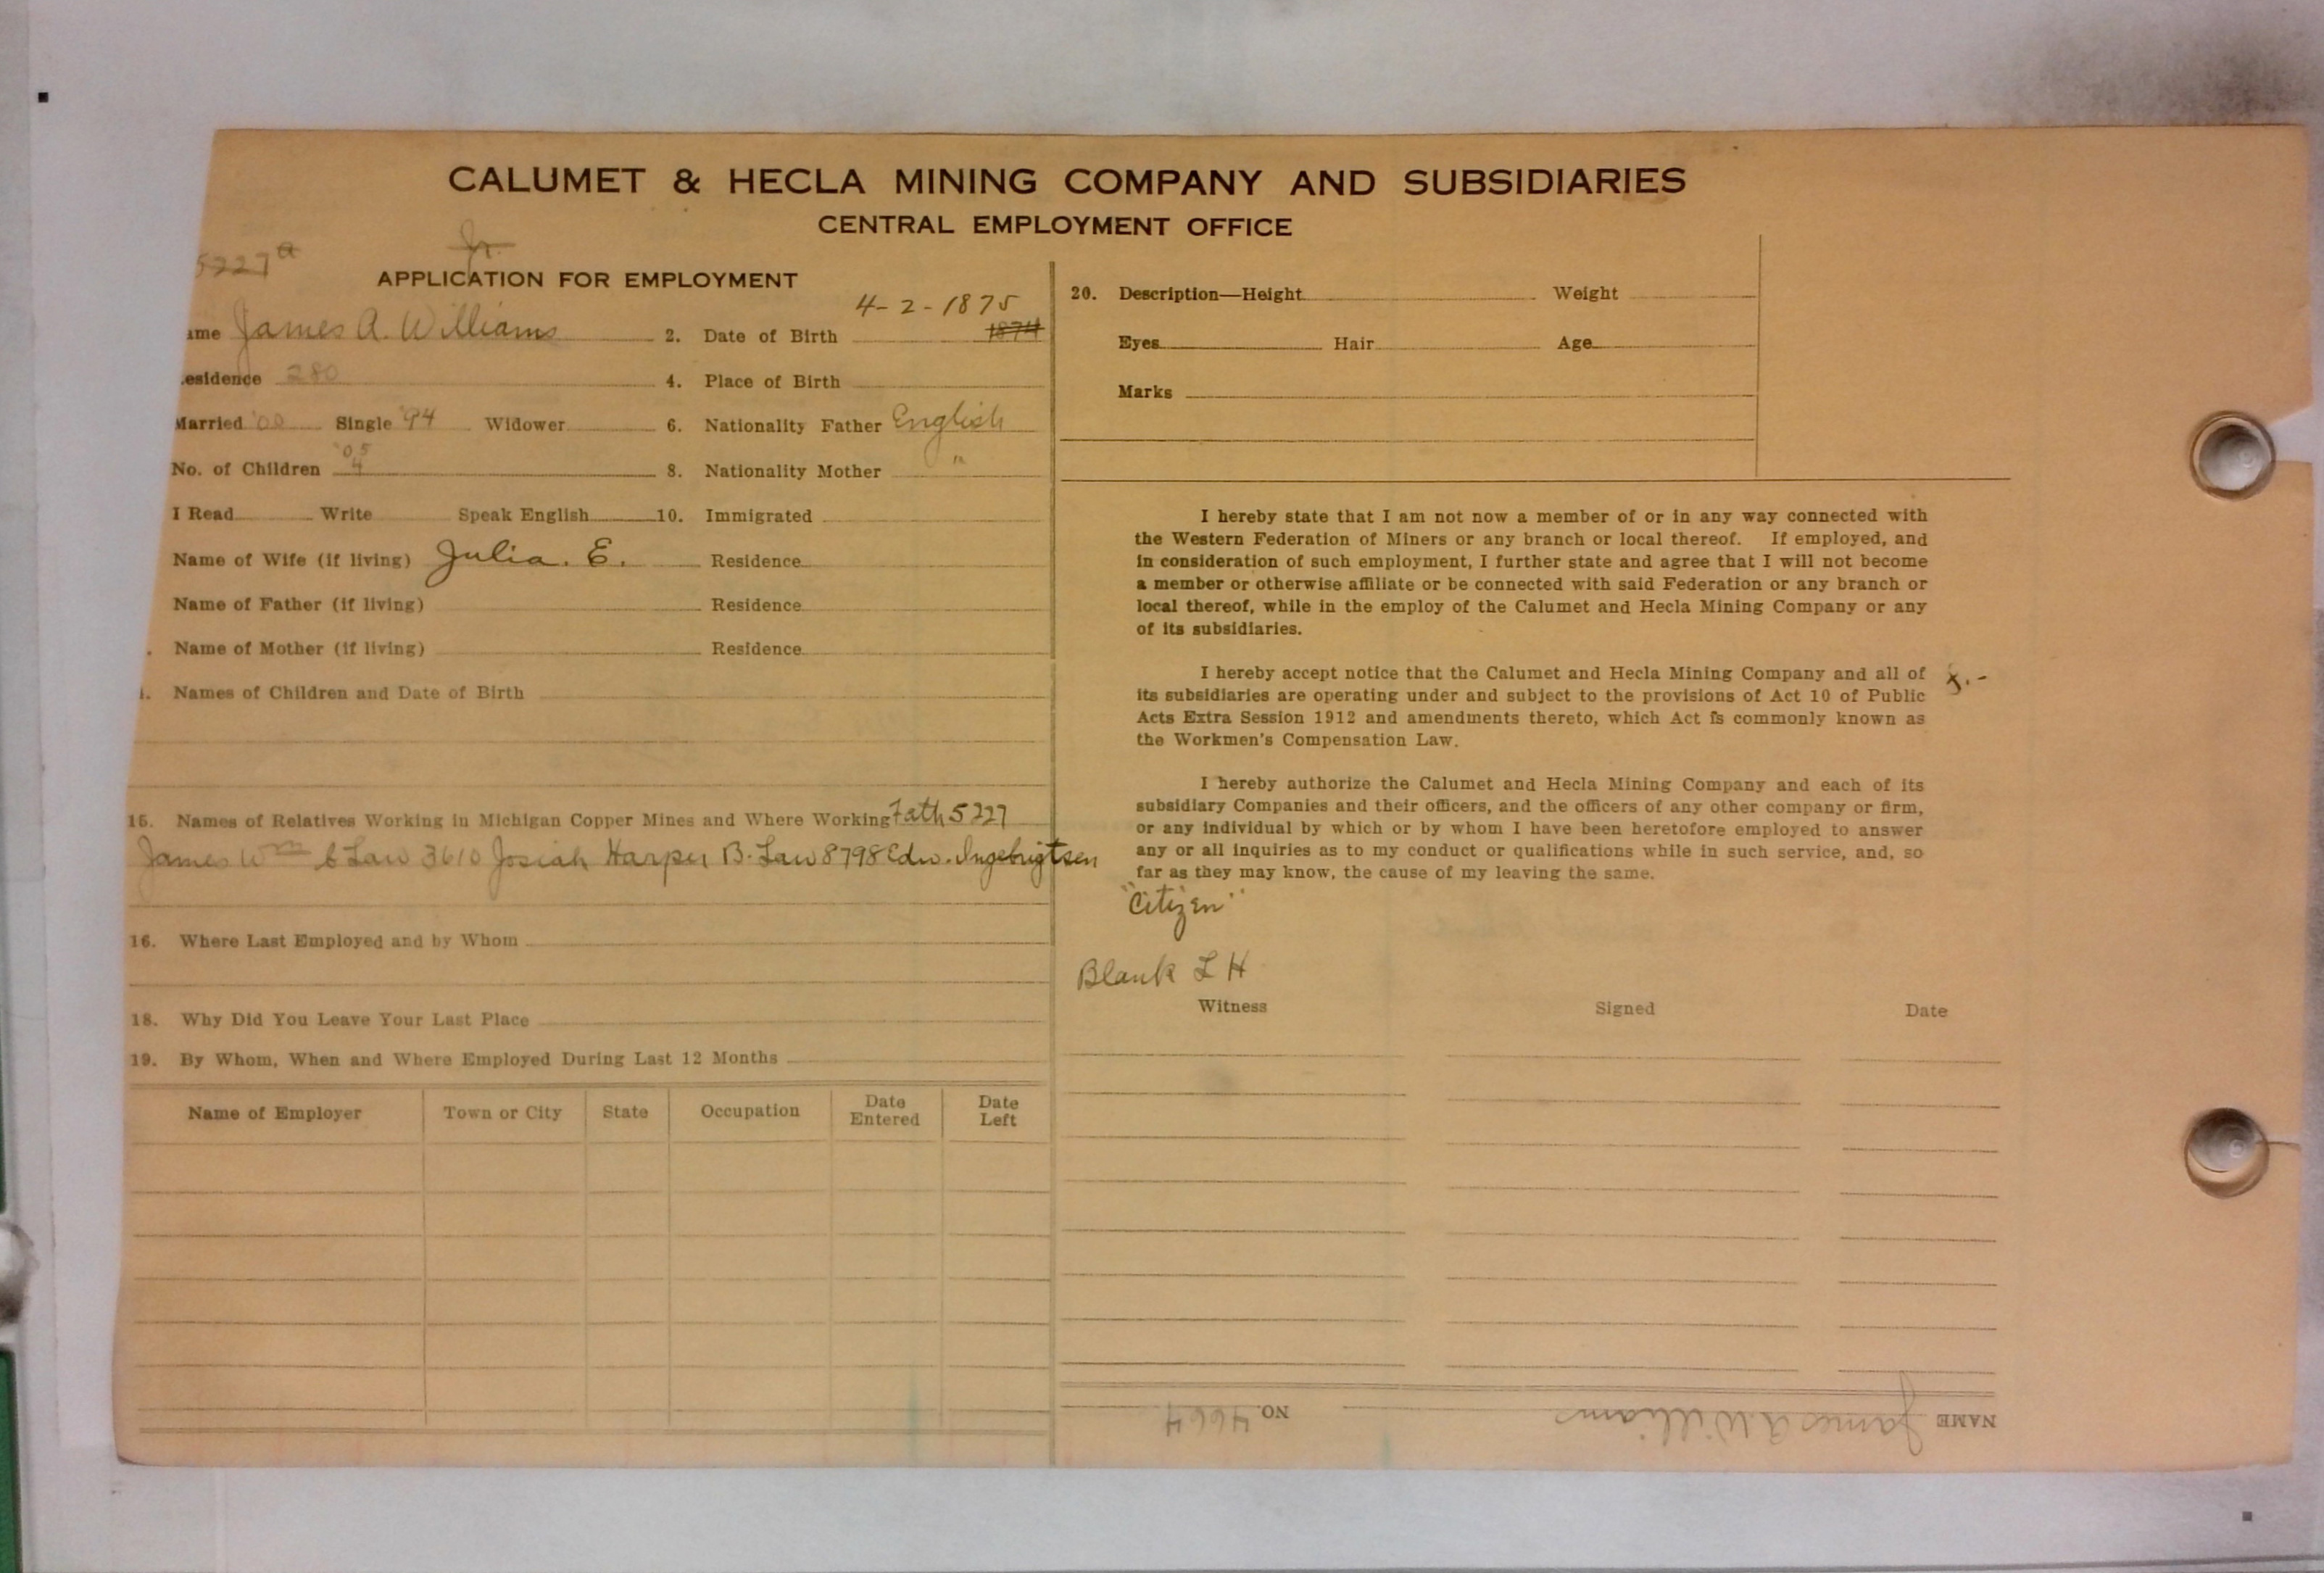 CALUMET & HECLA MINING COMPANY AND SUBSIDIARIES
CENTRAL EMPLOYMENT OFFICE
5227 a
Jr.
APPLICATION FOR EMPLOYMENT
4-2-1875
ame James A. Williams 2. Date of Birth 1874
esidence 280 4. Place of Birth
Married '00 Single '94 Widower 6. Nationality Father English
'05
No. of Children 4 8. Nationality Mother "
I Read Write Speak English 10. Immigrated
Name of Wife (if living) Julia. E. Residence
Name of Father (if living) Residence
. Name of Mother (if living) Residence
. Names of Children and Date of Birth
15. Names of Relatives Working in Michigan Copper Mines and Where Working Fath 5227
James Wm b Law 3610 Josiah Harper B. Law 8798 Edw. Ingebrigtsen
16. Where Last Employed and by Whom
18. Why Did You Leave Your Last Place
19. By Whom, When and Where Employed During Last 12 Months
Name of Employer Town or City State Occupation Date Entered Date Left
20. Description—Height Weight
Eyes Hair Age
Marks
I hereby state that I am not now a member of or in any way connected with
the Western Federation of Miners or any branch or local thereof. If employed, and
in consideration of such employment, I further state and agree that I will not become
a member or otherwise affiliate or be connected with said Federation or any branch or
local thereof, while in the employ of the Calumet and Hecla Mining Company or any
of its subsidiaries.
I hereby accept notice that the Calumet and Hecla Mining Company and all of
its subsidiaries are operating under and subject to the provisions of Act 10 of Public
Acts Extra Session 1912 and amendments thereto, which Act is commonly known as
the Workmen's Compensation Law.
I hereby authorize the Calumet and Hecla Mining Company and each of its
subsidiary Companies and their officers, and the officers of any other company or firm,
or any individual by which or by whom I have been heretofore employed to answer
any or all inquiries as to my conduct or qualifications while in such service, and, so
far as they may know, the cause of my leaving the same.
"Citizen"
Blank L H
Witness Signed Date
NAME James A Williams NO. 4664